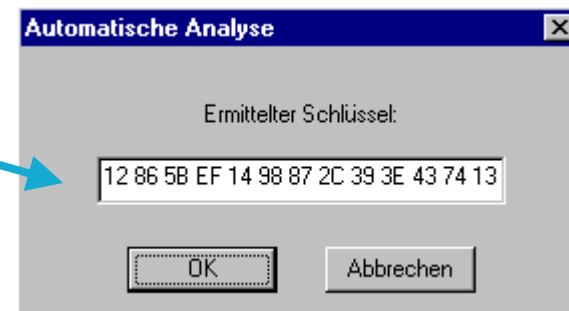 Automatische Analyse
Ermittelter Schlüssel:
12 86 5B EF 14 98 87 2C 39 3E 43 74 13
OK
Abbrechen